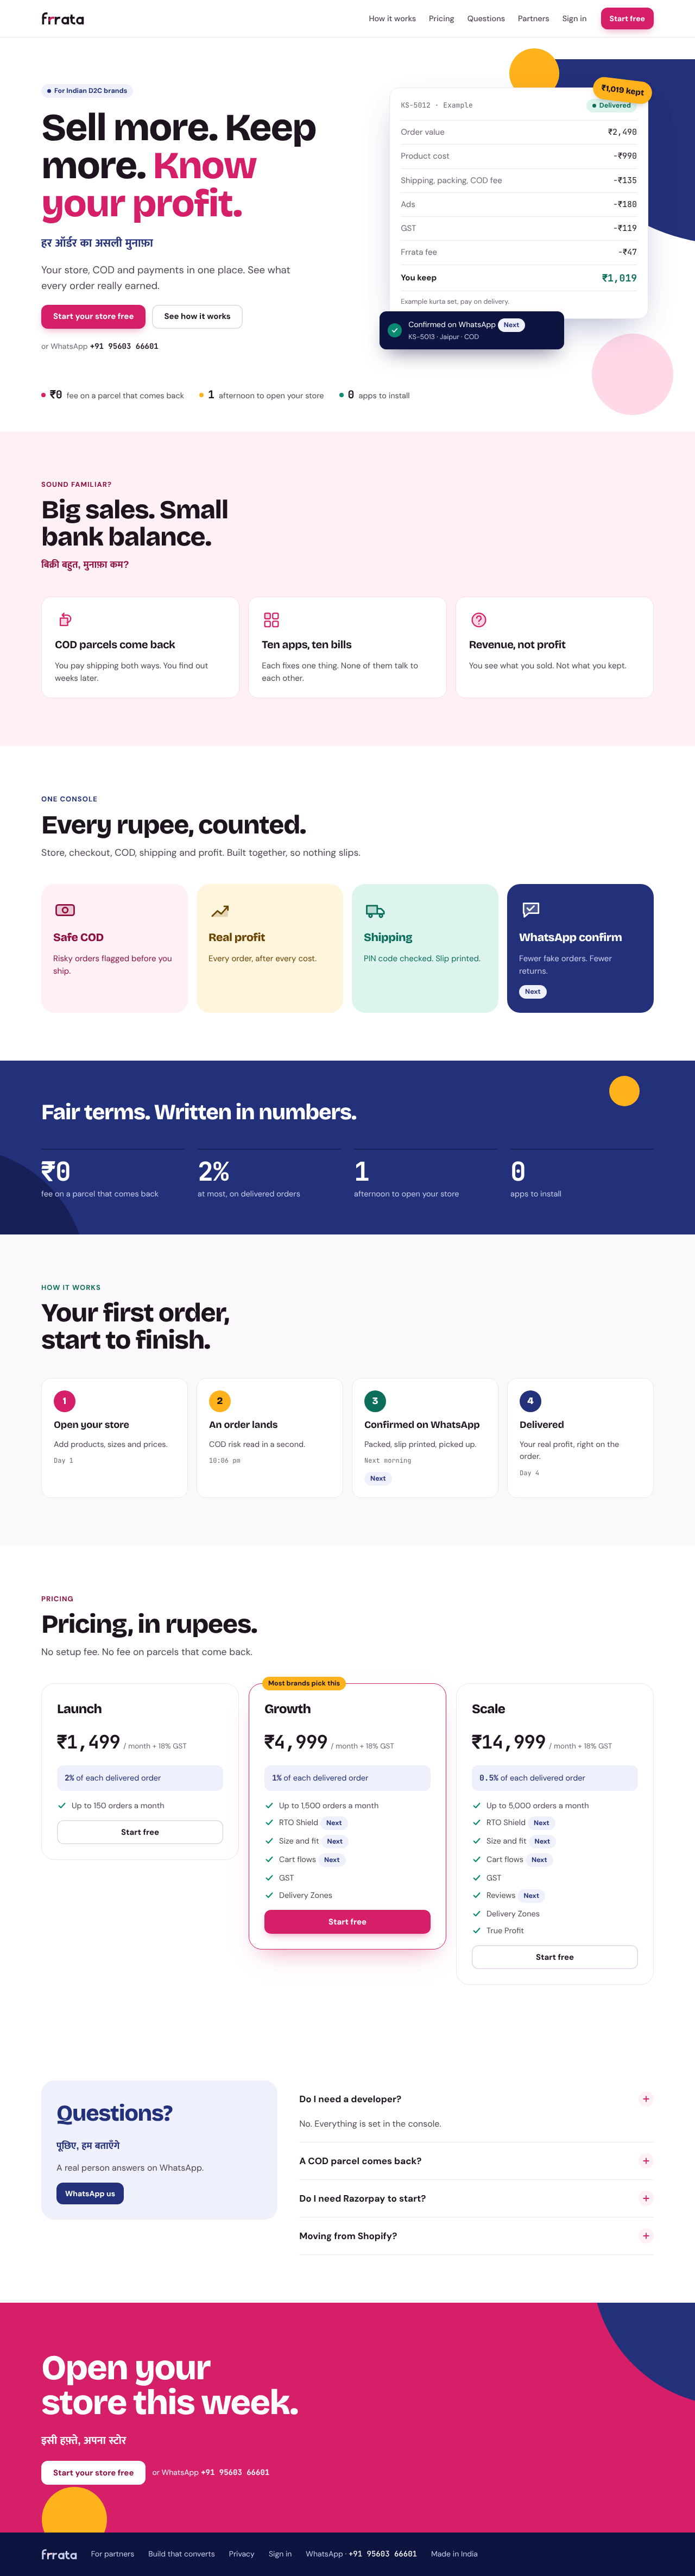 frrata
How it works
Pricing
Questions
Partners
Sign in
Start free
For Indian D2C brands
Sell more. Keep
more. Know
your profit.
हर ऑर्डर का असली मुनाफ़ा
Your store, COD and payments in one place. See what
every order really earned.
Start your store free
See how it works
or WhatsApp +91 95603 66601
₹1,019 kept
KS-5012 · Example
Delivered
Order value ₹2,490
Product cost -₹990
Shipping, packing, COD fee -₹135
Ads -₹180
GST -₹119
Frrata fee -₹47
You keep ₹1,019
Example kurta set, pay on delivery.
Confirmed on WhatsApp Next
KS-5013 · Jaipur · COD
₹0 fee on a parcel that comes back
1 afternoon to open your store
0 apps to install
SOUND FAMILIAR?
Big sales. Small
bank balance.
बिक्री बहुत, मुनाफ़ा कम?
COD parcels come back
You pay shipping both ways. You find out
weeks later.
Ten apps, ten bills
Each fixes one thing. None of them talk to
each other.
Revenue, not profit
You see what you sold. Not what you kept.
ONE CONSOLE
Every rupee, counted.
Store, checkout, COD, shipping and profit. Built together, so nothing slips.
Safe COD
Risky orders flagged before you
ship.
Real profit
Every order, after every cost.
Shipping
PIN code checked. Slip printed.
WhatsApp confirm
Fewer fake orders. Fewer
returns.
Next
Fair terms. Written in numbers.
₹0
fee on a parcel that comes back
2%
at most, on delivered orders
1
afternoon to open your store
0
apps to install
HOW IT WORKS
Your first order,
start to finish.
1
Open your store
Add products, sizes and prices.
Day 1
2
An order lands
COD risk read in a second.
10:06 pm
3
Confirmed on WhatsApp
Packed, slip printed, picked up.
Next morning
Next
4
Delivered
Your real profit, right on the
order.
Day 4
PRICING
Pricing, in rupees.
No setup fee. No fee on parcels that come back.
Launch
₹1,499 / month + 18% GST
2% of each delivered order
Up to 150 orders a month
Start free
Most brands pick this
Growth
₹4,999 / month + 18% GST
1% of each delivered order
Up to 1,500 orders a month
RTO Shield Next
Size and fit Next
Cart flows Next
GST
Delivery Zones
Start free
Scale
₹14,999 / month + 18% GST
0.5% of each delivered order
Up to 5,000 orders a month
RTO Shield Next
Size and fit Next
Cart flows Next
GST
Reviews Next
Delivery Zones
True Profit
Start free
Questions?
पूछिए, हम बताएँगे
A real person answers on WhatsApp.
WhatsApp us
Do I need a developer?
No. Everything is set in the console.
A COD parcel comes back?
Do I need Razorpay to start?
Moving from Shopify?
Open your
store this week.
इसी हफ़्ते, अपना स्टोर
Start your store free
or WhatsApp +91 95603 66601
frrata
For partners
Build that converts
Privacy
Sign in
WhatsApp · +91 95603 66601
Made in India